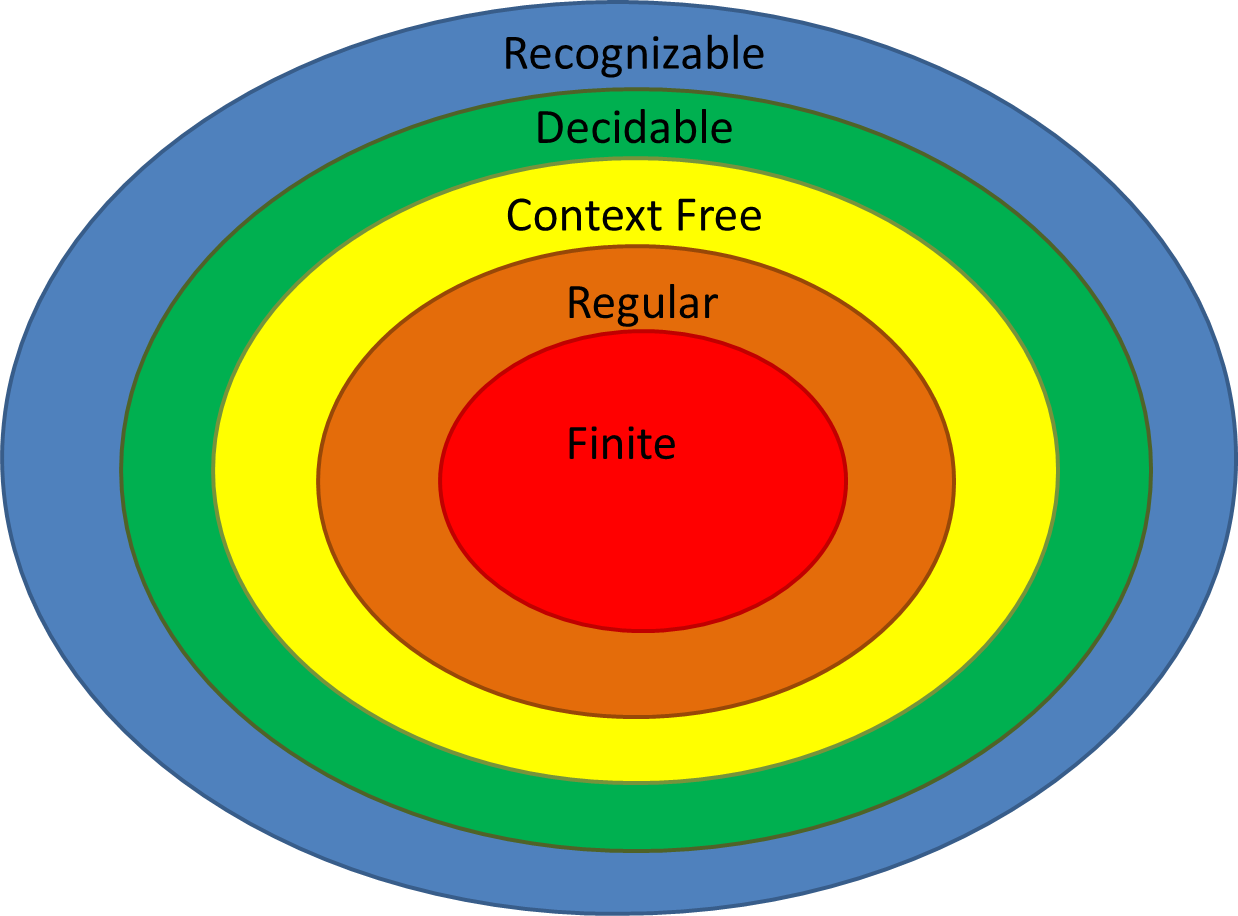 Recognizable
Decidable
Context Free
Regular
Finite